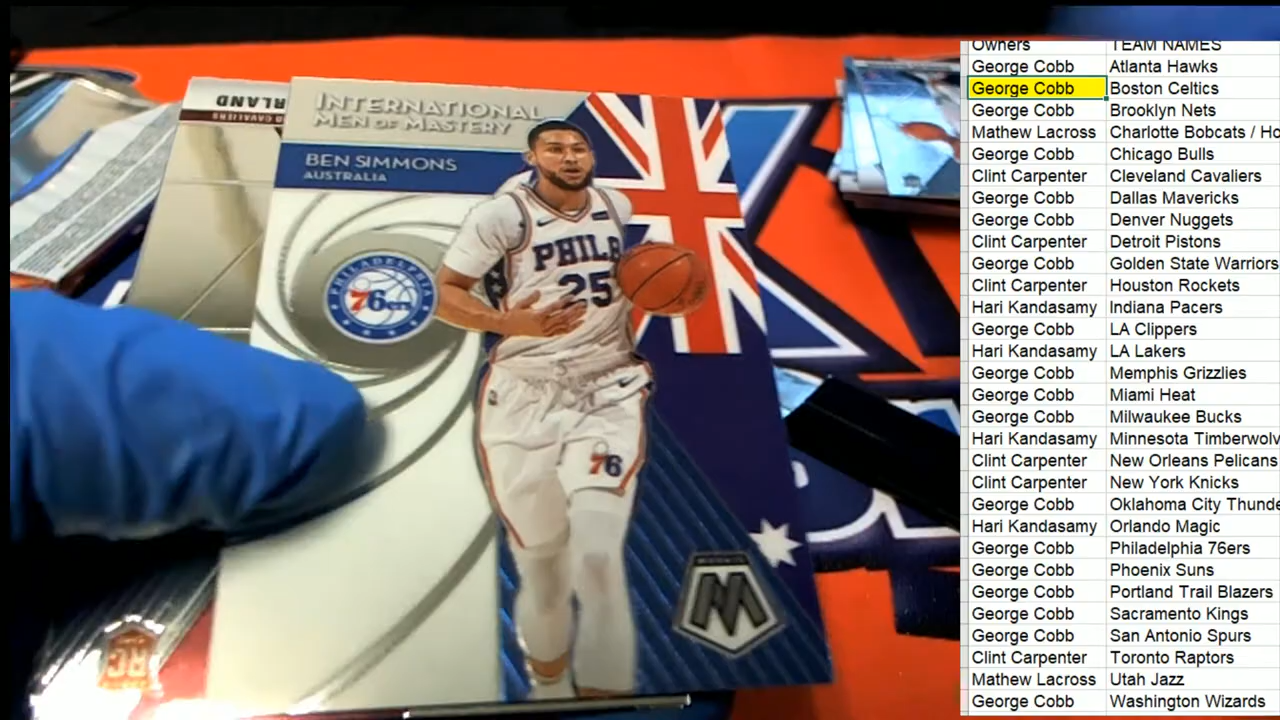 INTERNATIONAL
MEN OF MASTERY
BEN SIMMONS
AUSTRALIA
PHILADELPHIA
76ers
PHILA
25
76
MOSAIC
M
RLAND
CAVALIERS
RC
Owners TEAM NAMES
George Cobb Atlanta Hawks
George Cobb Boston Celtics
George Cobb Brooklyn Nets
Mathew Lacross Charlotte Bobcats / Ho
George Cobb Chicago Bulls
Clint Carpenter Cleveland Cavaliers
George Cobb Dallas Mavericks
George Cobb Denver Nuggets
Clint Carpenter Detroit Pistons
George Cobb Golden State Warriors
Clint Carpenter Houston Rockets
Hari Kandasamy Indiana Pacers
George Cobb LA Clippers
Hari Kandasamy LA Lakers
George Cobb Memphis Grizzlies
George Cobb Miami Heat
George Cobb Milwaukee Bucks
Hari Kandasamy Minnesota Timberwolv
Clint Carpenter New Orleans Pelicans
Clint Carpenter New York Knicks
George Cobb Oklahoma City Thunde
Hari Kandasamy Orlando Magic
George Cobb Philadelphia 76ers
George Cobb Phoenix Suns
George Cobb Portland Trail Blazers
George Cobb Sacramento Kings
George Cobb San Antonio Spurs
Clint Carpenter Toronto Raptors
Mathew Lacross Utah Jazz
George Cobb Washington Wizards